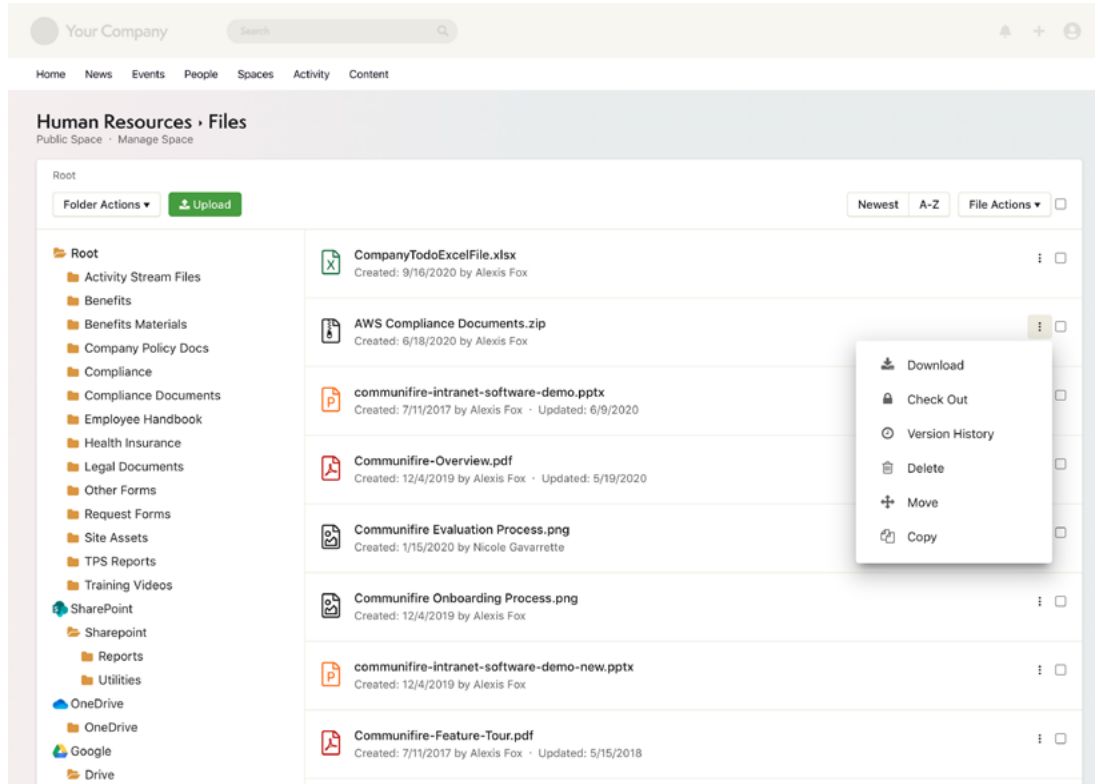 Your Company
Search
Home News Events People Spaces Activity Content
Human Resources › Files
Public Space · Manage Space
Root
Folder Actions ▾ Upload Newest A-Z File Actions ▾
Root
Activity Stream Files
Benefits
Benefits Materials
Company Policy Docs
Compliance
Compliance Documents
Employee Handbook
Health Insurance
Legal Documents
Other Forms
Request Forms
Site Assets
TPS Reports
Training Videos
SharePoint
Sharepoint
Reports
Utilities
OneDrive
OneDrive
Google
Drive
CompanyTodoExcelFile.xlsx
Created: 9/16/2020 by Alexis Fox
AWS Compliance Documents.zip
Created: 6/18/2020 by Alexis Fox
communifire-intranet-software-demo.pptx
Created: 7/11/2017 by Alexis Fox · Updated: 6/9/2020
Communifire-Overview.pdf
Created: 12/4/2019 by Alexis Fox · Updated: 5/19/2020
Communifire Evaluation Process.png
Created: 1/15/2020 by Nicole Gavarrette
Communifire Onboarding Process.png
Created: 12/4/2019 by Alexis Fox
communifire-intranet-software-demo-new.pptx
Created: 12/4/2019 by Alexis Fox
Communifire-Feature-Tour.pdf
Created: 7/11/2017 by Alexis Fox · Updated: 5/15/2018
Download
Check Out
Version History
Delete
Move
Copy